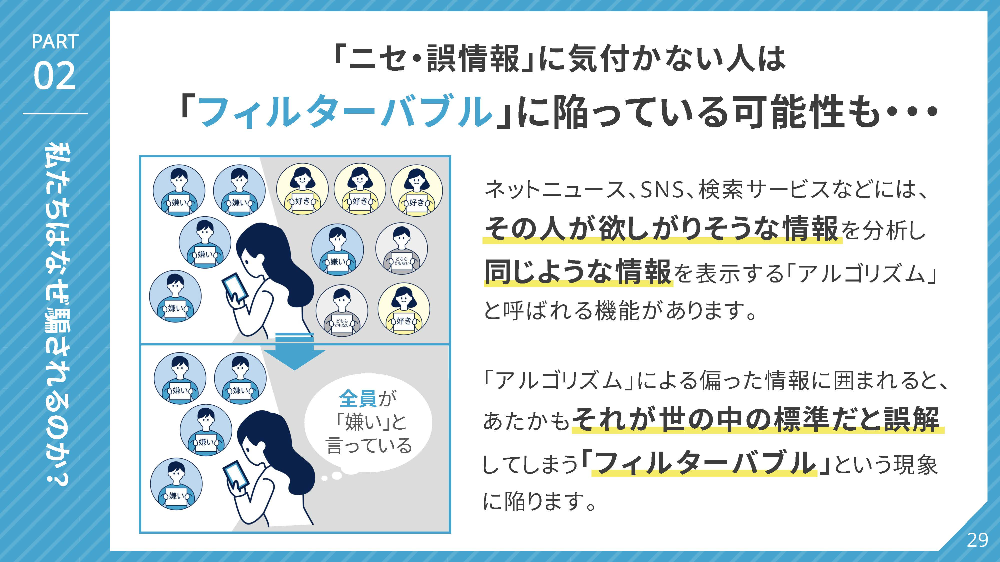 PART
02
私たちはなぜ騙されるのか？
「ニセ・誤情報」に気付かない人は
「フィルターバブル」に陥っている可能性も・・・
嫌い
嫌い
好き
好き
好き
嫌い
嫌い
どちら
でもない
嫌い
どちら
でもない
好き
嫌い
嫌い
嫌い
嫌い
全員が
「嫌い」と
言っている
ネットニュース、SNS、検索サービスなどには、
その人が欲しがりそうな情報を分析し
同じような情報を表示する「アルゴリズム」
と呼ばれる機能があります。
「アルゴリズム」による偏った情報に囲まれると、
あたかもそれが世の中の標準だと誤解
してしまう「フィルターバブル」という現象
に陥ります。
29